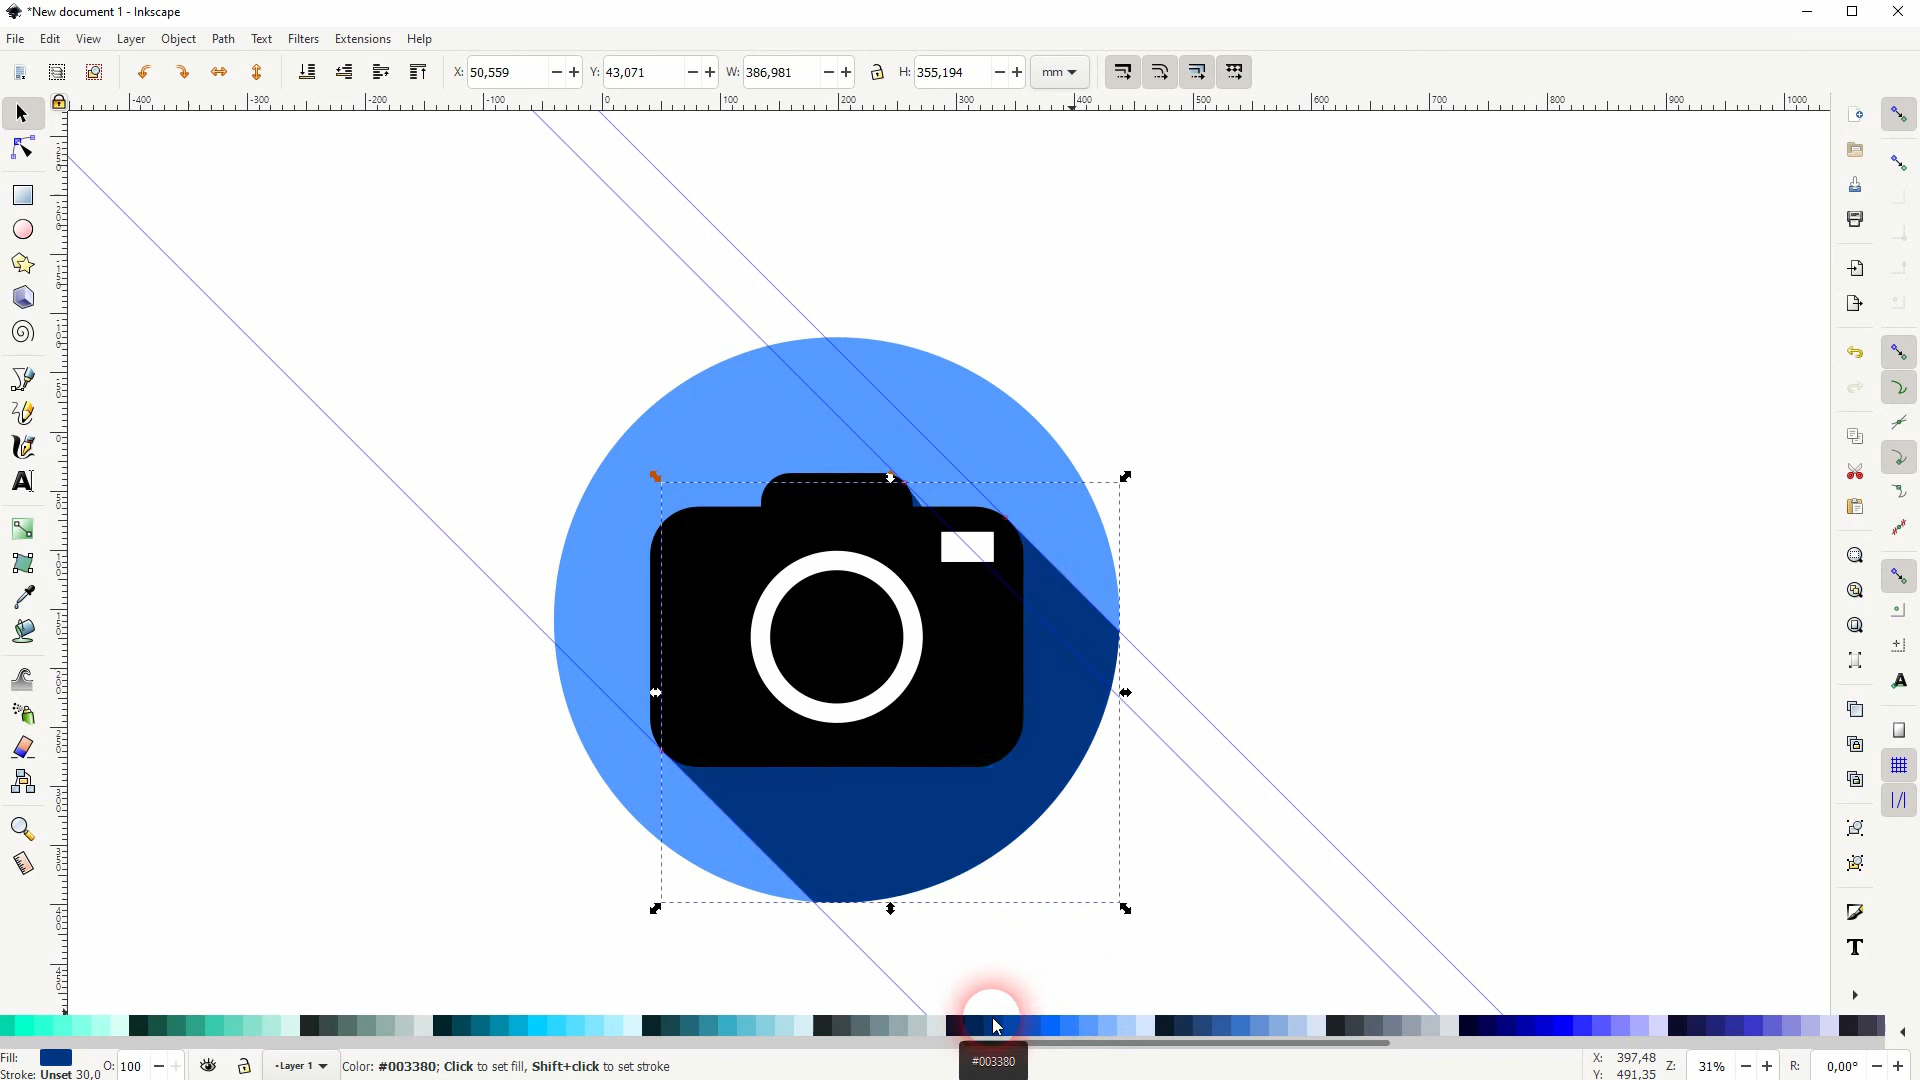 *New document 1 - Inkscape
File Edit View Layer Object Path Text Filters Extensions Help
X: 50,559 Y: 43,071 W: 386,981 H: 355,194 mm
-400 -300 -200 -100 0 100 200 300 400 500 600 700 800 900 1000
Fill: O: 100 Layer 1 Color: #003380; Click to set fill, Shift+click to set stroke
Stroke: Unset 30,0
#003380
X: 397,48 Z: 31% R: 0,00°
Y: 491,35